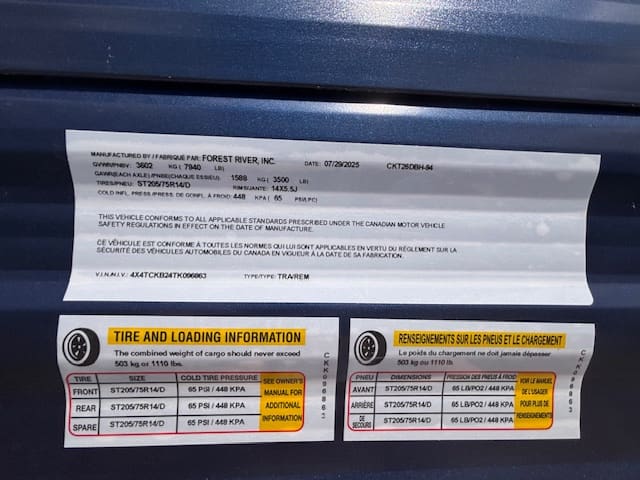 MANUFACTURED BY / FABRIQUÉ PAR: FOREST RIVER, INC. DATE: 07/29/2025 CKT26DBH-94
GVWR/PNBV: 3602 KG ( 7940 LB)
GAWR(EACH AXLE)/PNBE(CHAQUE ESSIEU): 1588 KG ( 3500 LB)
TIRES/PNEU: ST205/75R14/D RIM/JANTE: 14X5.5J
COLD INFL. PRESS./PRESS. DE GONFL. À FROID: 448 KPA ( 65 PSI/LPC)
THIS VEHICLE CONFORMS TO ALL APPLICABLE STANDARDS PRESCRIBED UNDER THE CANADIAN MOTOR VEHICLE
SAFETY REGULATIONS IN EFFECT ON THE DATE OF MANUFACTURE.
CE VÉHICULE EST CONFORME À TOUTES LES NORMES QUI LUI SONT APPLICABLES EN VERTU DU RÈGLEMENT SUR LA
SÉCURITÉ DES VÉHICULES AUTOMOBILES DU CANADA EN VIGUEUR À LA DATE DE SA FABRICATION.
V.I.N./N.I.V.: 4X4TCKB24TK096863 TYPE/TYPE: TRA/REM
TIRE AND LOADING INFORMATION
The combined weight of cargo should never exceed
503 kg or 1110 lbs.
TIRE SIZE COLD TIRE PRESSURE
FRONT ST205/75R14/D 65 PSI / 448 KPA
REAR ST205/75R14/D 65 PSI / 448 KPA
SPARE ST205/75R14/D 65 PSI / 448 KPA
SEE OWNER'S
MANUAL FOR
ADDITIONAL
INFORMATION
CKK096863
RENSEIGNEMENTS SUR LES PNEUS ET LE CHARGEMENT
Le poids du chargement ne doit jamais dépasser
503 kg ou 1110 lb.
PNEU DIMENSIONS PRESSION DES PNEUS À FROID
AVANT ST205/75R14/D 65 LB/PO2 / 448 KPA
ARRIÈRE ST205/75R14/D 65 LB/PO2 / 448 KPA
DE SECOURS ST205/75R14/D 65 LB/PO2 / 448 KPA
VOIR LE MANUEL
DE L'USAGER
POUR PLUS DE
RENSEIGNEMENTS
CKK096863